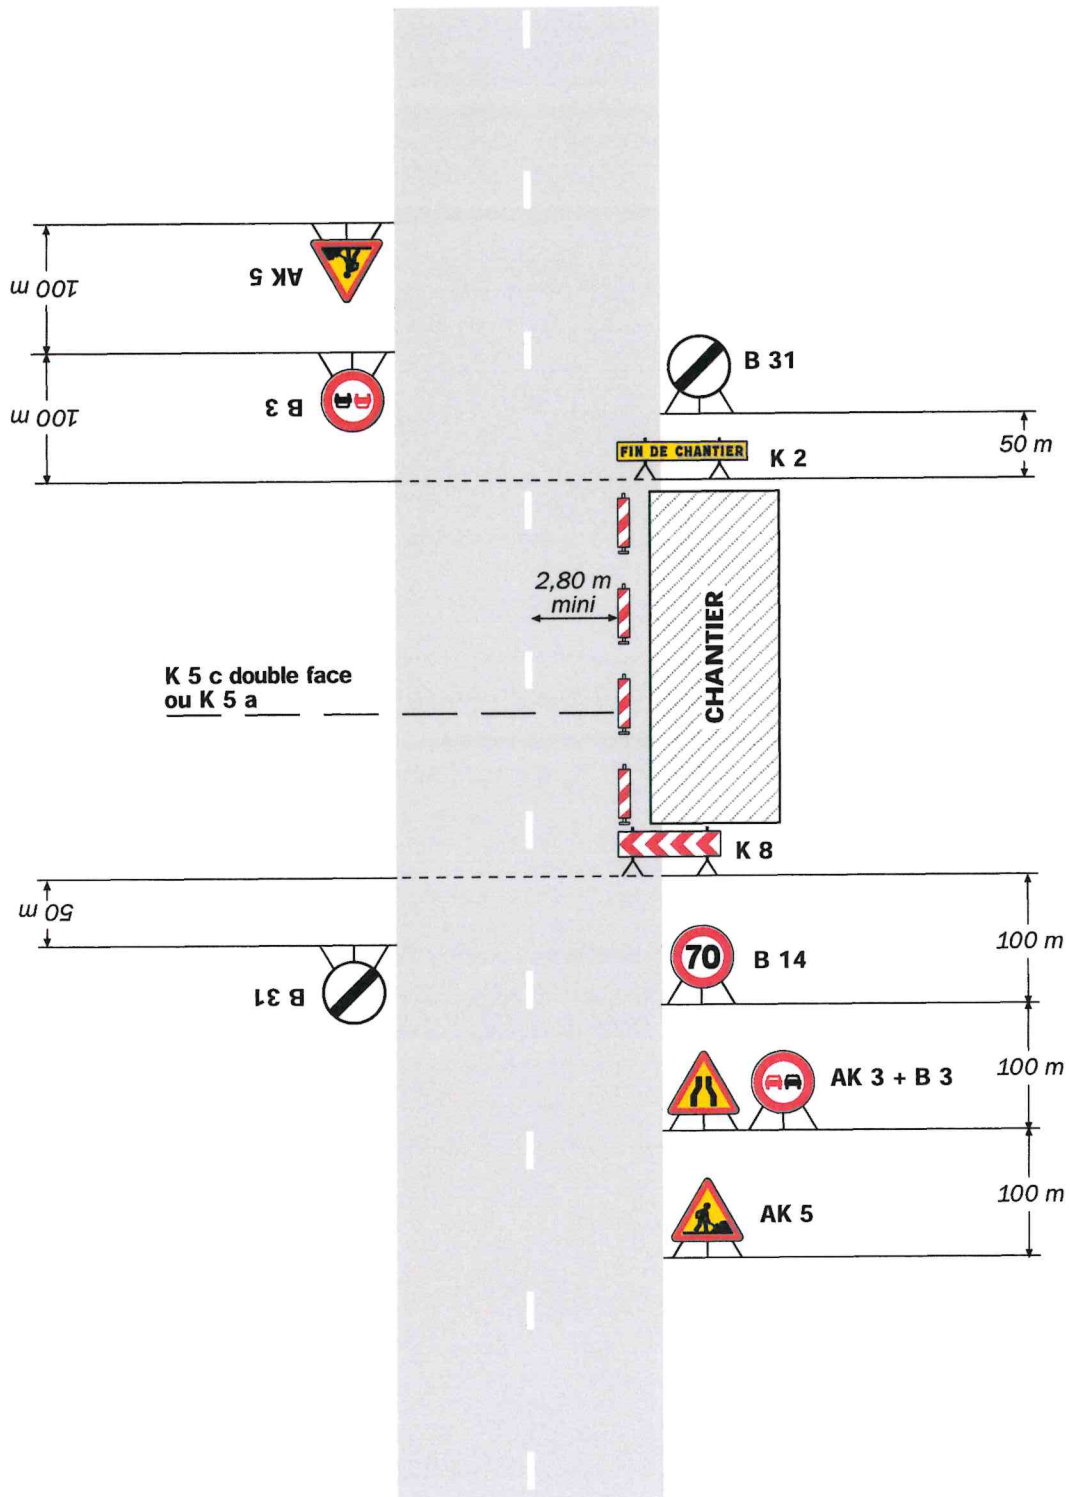 AK 5
100 m
B 3
100 m
B 31
50 m
FIN DE CHANTIER
K 2
2,80 m
mini
CHANTIER
K 5 c double face
ou K 5 a
K 8
50 m
B 31
70
B 14
100 m
AK 3 + B 3
100 m
AK 5
100 m